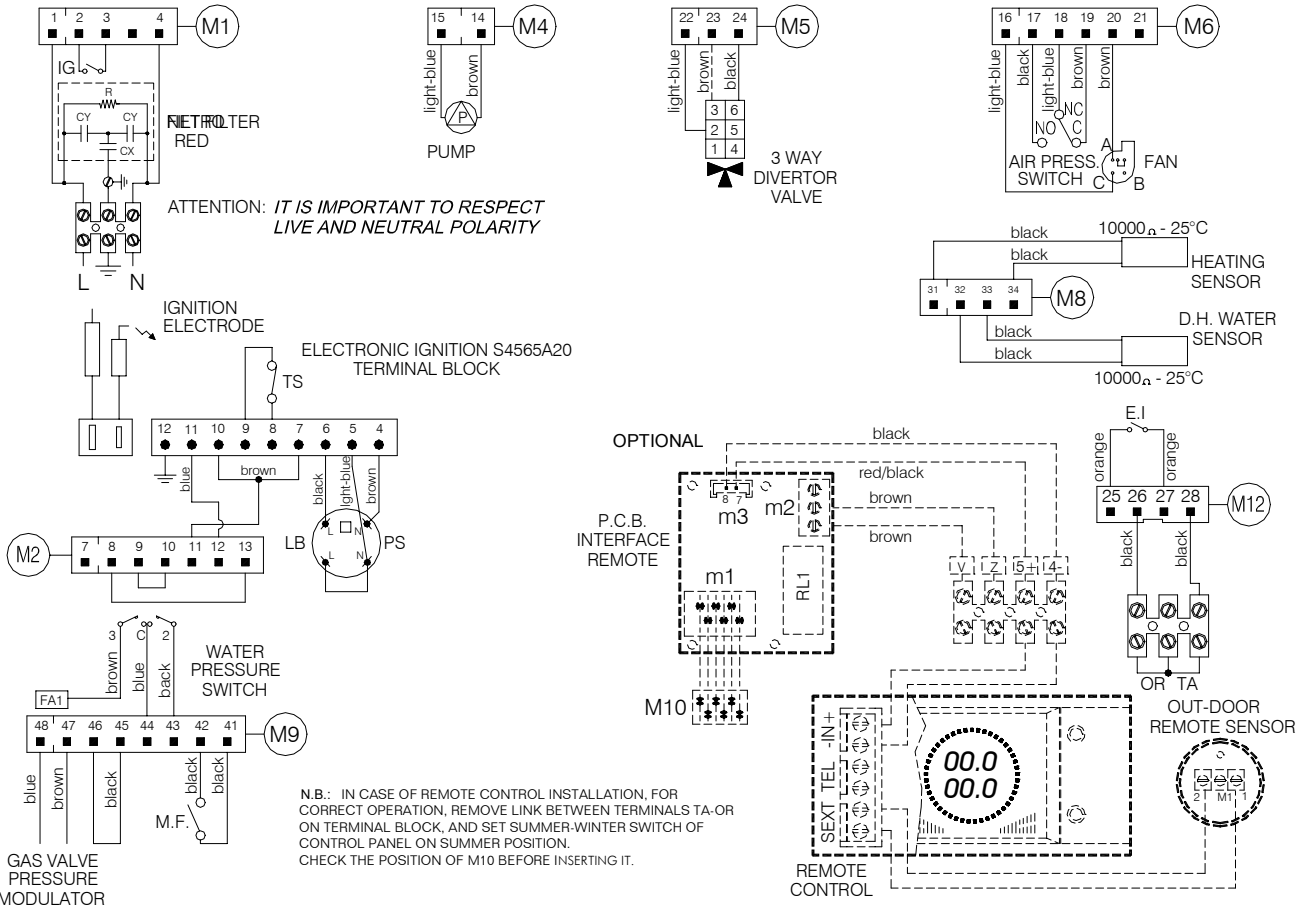 1 2 3 4 M1
IG
R
CY CY
CX
NET FILTER
RED
L N
15 14 M4
light-blue
brown
P
PUMP
22 23 24 M5
light-blue
brown
black
3 6
2 5
1 4
3 WAY
DIVERTOR
VALVE
16 17 18 19 20 21 M6
light-blue
black
light-blue
brown
brown
NC
NO C
AIR PRESS.
SWITCH
A
C B
FAN
ATTENTION: IT IS IMPORTANT TO RESPECT
LIVE AND NEUTRAL POLARITY
black
black
10000Ω - 25°C
HEATING
SENSOR
31 32 33 34 M8
black
black
D.H. WATER
SENSOR
10000Ω - 25°C
IGNITION
ELECTRODE
ELECTRONIC IGNITION S4565A20
TERMINAL BLOCK
TS
12 11 10 9 8 7 6 5 4
blue
brown
black
ight-blue
brown
L N
L N
LB PS
M2
7 8 9 10 11 12 13
3 C 2
brown
blue
back
WATER
PRESSURE
SWITCH
FA1
48 47 46 45 44 43 42 41 M9
blue
brown
black
black
black
M.F.
GAS VALVE
PRESSURE
MODULATOR
N.B.: IN CASE OF REMOTE CONTROL INSTALLATION, FOR
CORRECT OPERATION, REMOVE LINK BETWEEN TERMINALS TA-OR
ON TERMINAL BLOCK, AND SET SUMMER-WINTER SWITCH OF
CONTROL PANEL ON SUMMER POSITION.
CHECK THE POSITION OF M10 BEFORE INSERTING IT.
OPTIONAL
black
red/black
brown
brown
P.C.B.
INTERFACE
REMOTE
8 7
m3
m2
m1
RL1
M10
V Z 5+ 4-
E.I
orange
orange
25 26 27 28 M12
black
black
OR TA
OUT-DOOR
REMOTE SENSOR
2 M1 1
-IN+
TEL
SEXT
00.0
00.0
REMOTE
CONTROL